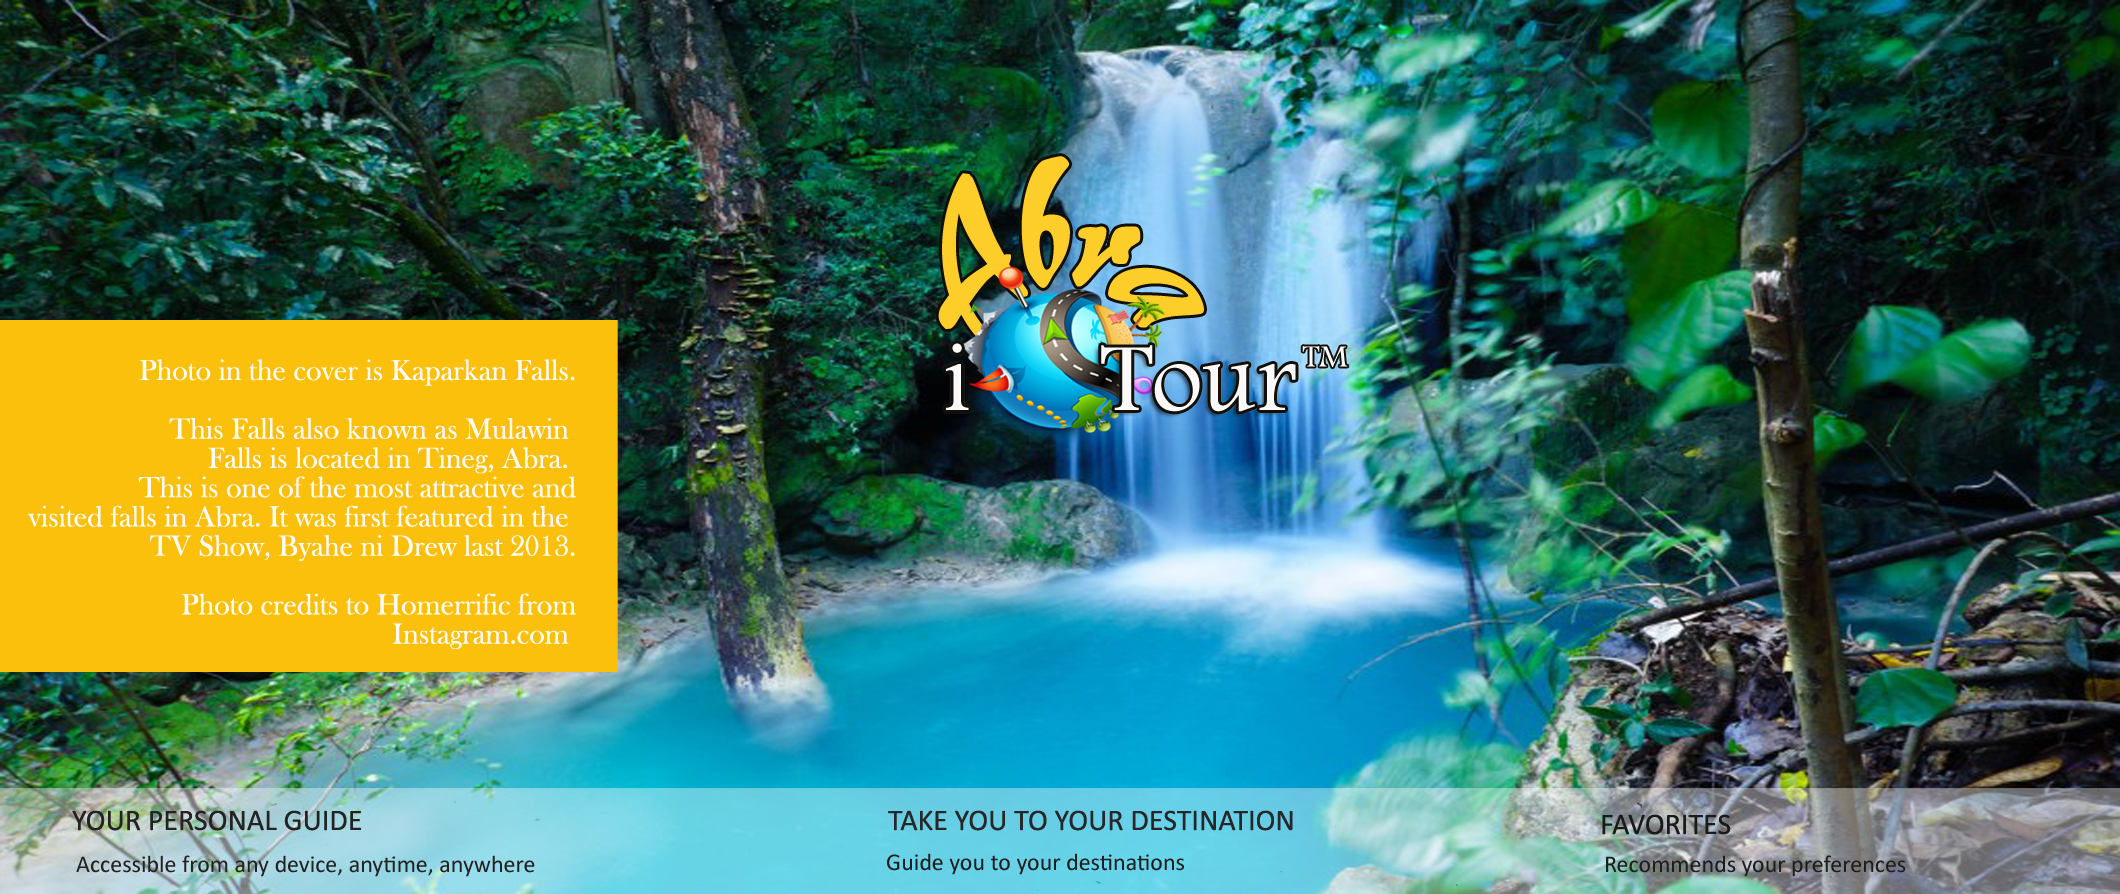 Abra
i Tour™
Photo in the cover is Kaparkan Falls.
This Falls also known as Mulawin
Falls is located in Tineg, Abra.
This is one of the most attractive and
visited falls in Abra. It was first featured in the
TV Show, Byahe ni Drew last 2013.
Photo credits to Homerrific from
Instagram.com
YOUR PERSONAL GUIDE
Accessible from any device, anytime, anywhere
TAKE YOU TO YOUR DESTINATION
Guide you to your destinations
FAVORITES
Recommends your preferences